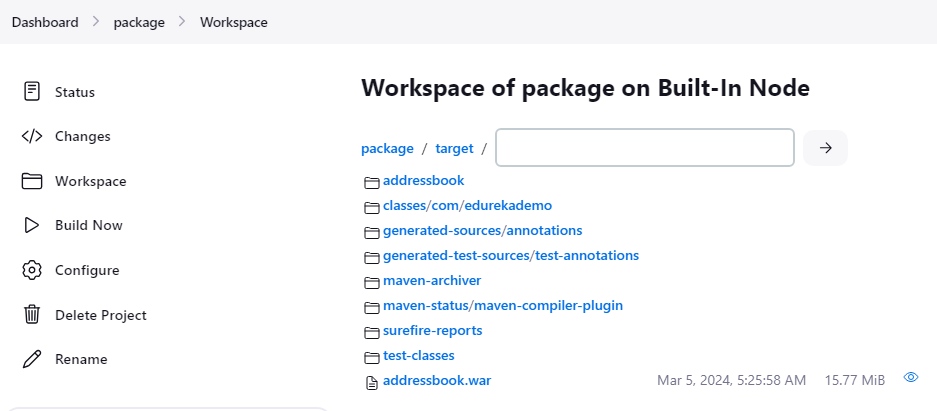 Dashboard > package > Workspace
Status
Changes
Workspace
Build Now
Configure
Delete Project
Rename
Workspace of package on Built-In Node
package / target /
addressbook
classes/com/edurekademo
generated-sources/annotations
generated-test-sources/test-annotations
maven-archiver
maven-status/maven-compiler-plugin
surefire-reports
test-classes
addressbook.war Mar 5, 2024, 5:25:58 AM 15.77 MiB